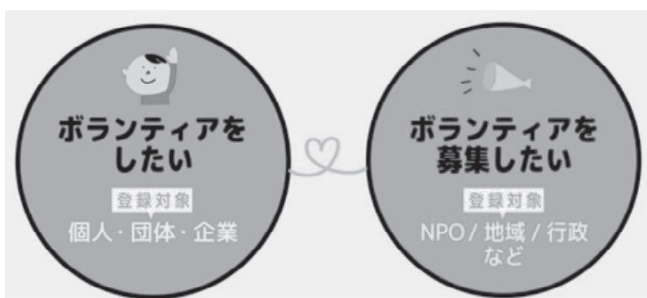 ボランティアを
したい
登録対象
個人・団体・企業
ボランティアを
募集したい
登録対象
NPO / 地域 / 行政
など